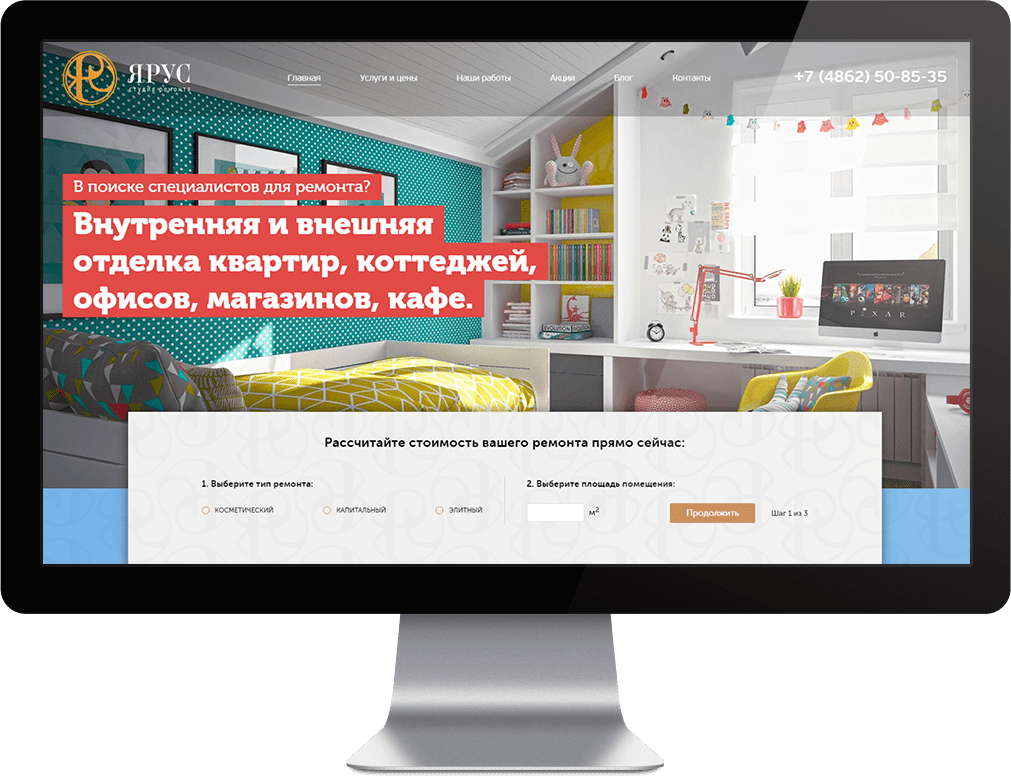 ЯРУС
студия ремонта
Главная
Услуги и цены
Наши работы
Акции
Блог
Контакты
+7 (4862) 50-85-35
В поиске специалистов для ремонта?
Внутренняя и внешняя
отделка квартир, коттеджей,
офисов, магазинов, кафе.
PIXAR
Рассчитайте стоимость вашего ремонта прямо сейчас:
1. Выберите тип ремонта:
КОСМЕТИЧЕСКИЙ
КАПИТАЛЬНЫЙ
ЭЛИТНЫЙ
2. Выберите площадь помещения:
м²
Продолжить
Шаг 1 из 3